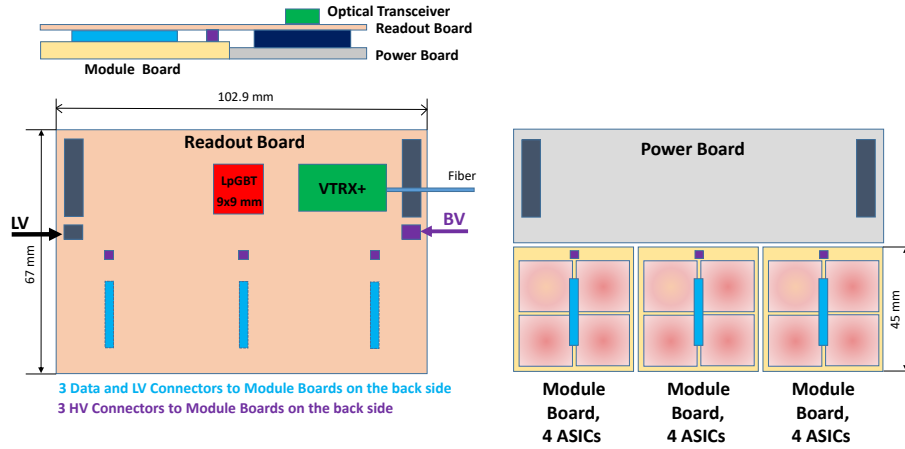 Optical Transceiver
Readout Board
Power Board
Module Board
102.9 mm
Readout Board
LpGBT
9x9 mm
VTRX+
Fiber
LV
BV
67 mm
3 Data and LV Connectors to Module Boards on the back side
3 HV Connectors to Module Boards on the back side
Power Board
45 mm
Module
Board,
4 ASICs
Module
Board,
4 ASICs
Module
Board,
4 ASICs